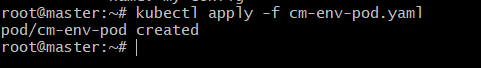 root@master:~# kubectl apply -f cm-env-pod.yaml
pod/cm-env-pod created
root@master:~#